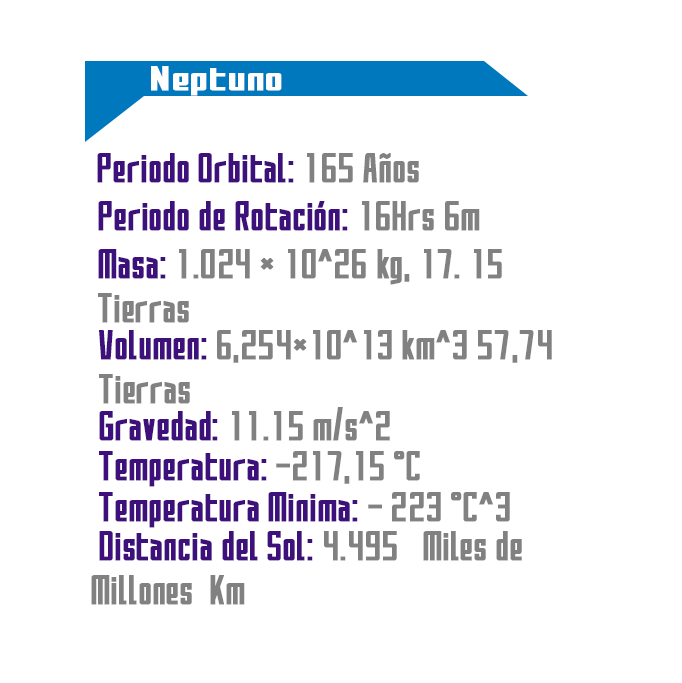 Neptuno
Periodo Orbital: 165 Años
Periodo de Rotación: 16Hrs 6m
Masa: 1.024 × 10^26 kg, 17. 15
Tierras
Volumen: 6,254×10^13 km^3 57,74
Tierras
Gravedad: 11.15 m/s^2
Temperatura: -217,15 °C
Temperatura Minima: - 223 °C^3
Distancia del Sol: 4.495 Miles de
Millones Km